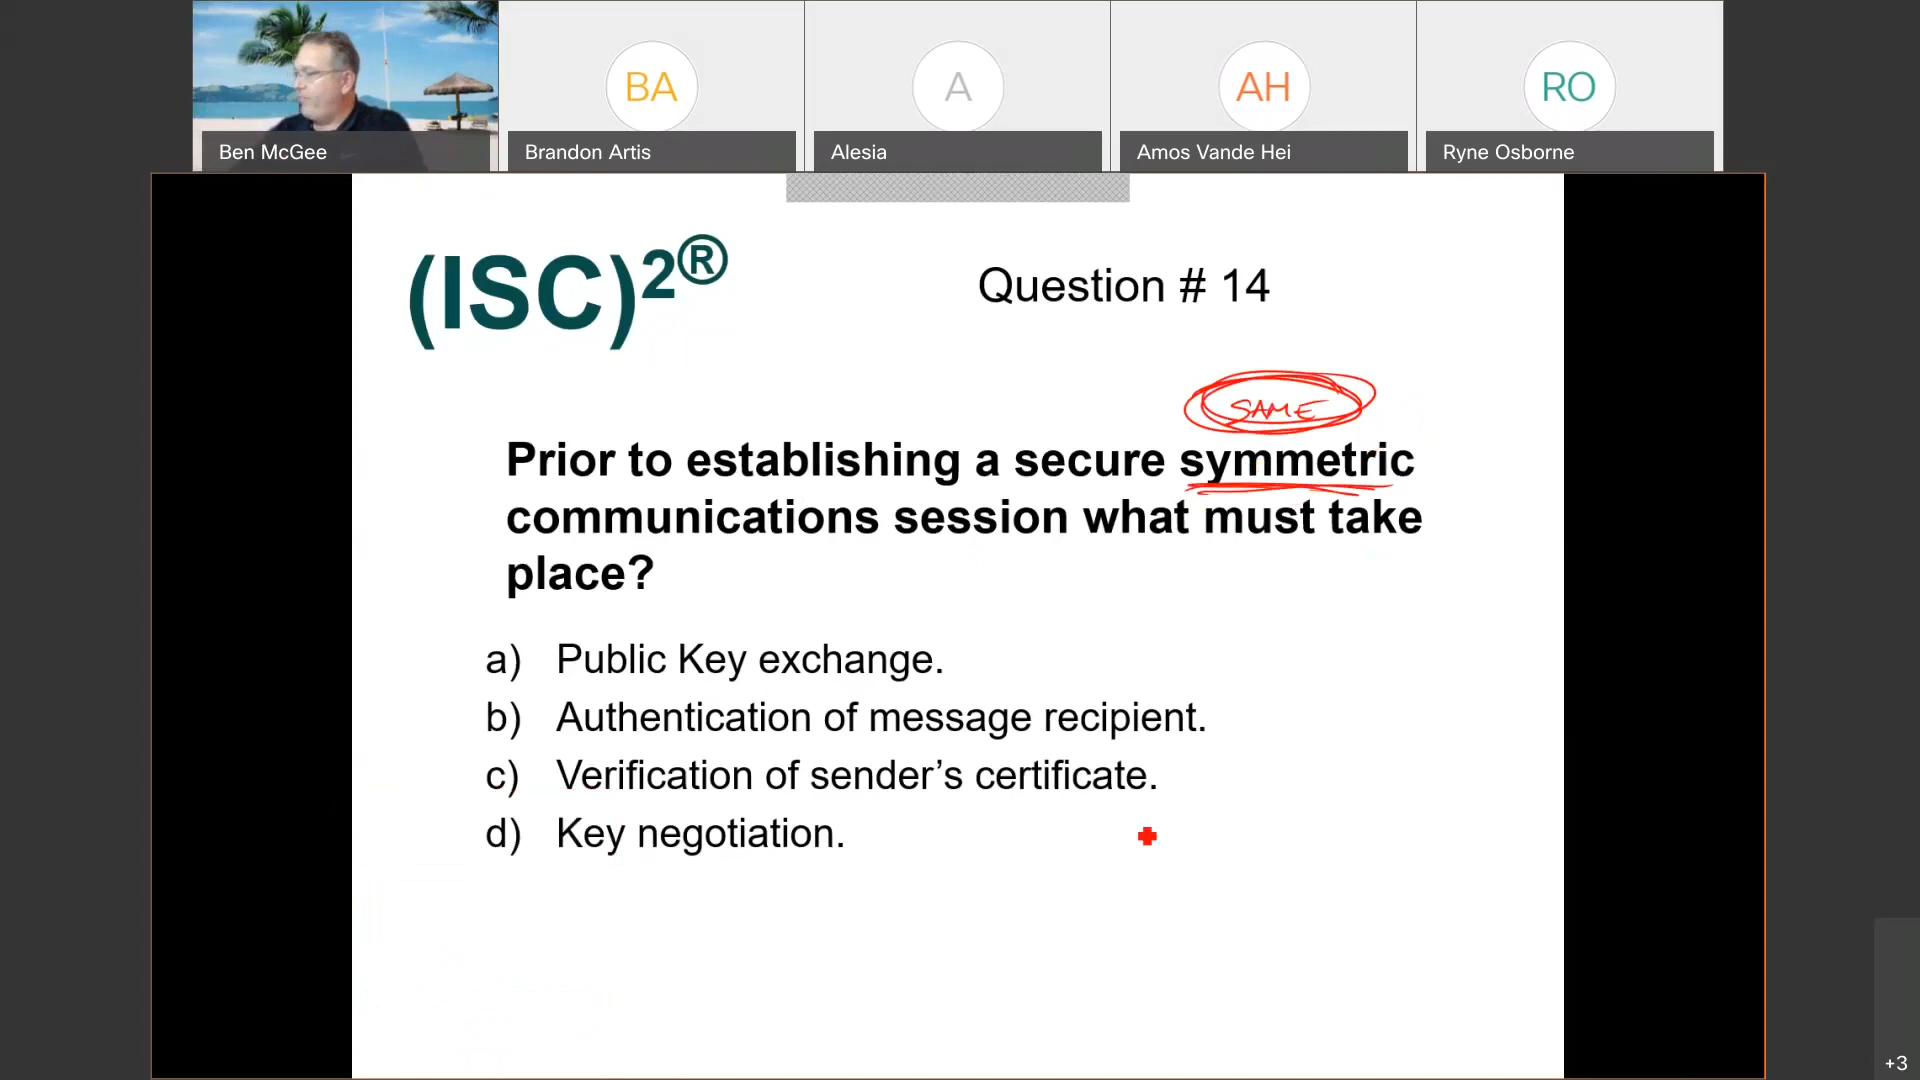 BA
A
AH
RO
Ben McGee
Brandon Artis
Alesia
Amos Vande Hei
Ryne Osborne
(ISC)2®
Question # 14
SAME
Prior to establishing a secure symmetric
communications session what must take
place?
a) Public Key exchange.
b) Authentication of message recipient.
c) Verification of sender’s certificate.
d) Key negotiation.
+3